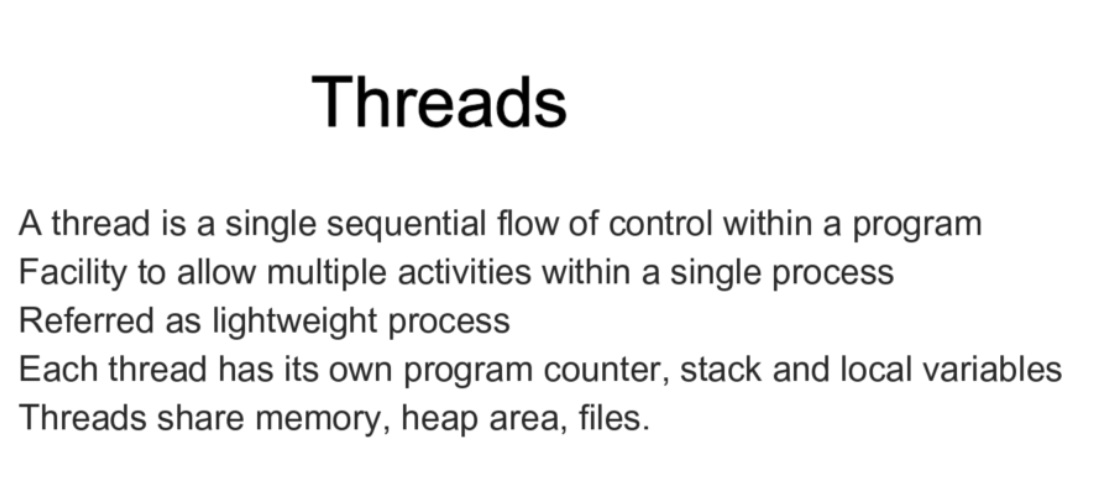 Threads
A thread is a single sequential flow of control within a program
Facility to allow multiple activities within a single process
Referred as lightweight process
Each thread has its own program counter, stack and local variables
Threads share memory, heap area, files.